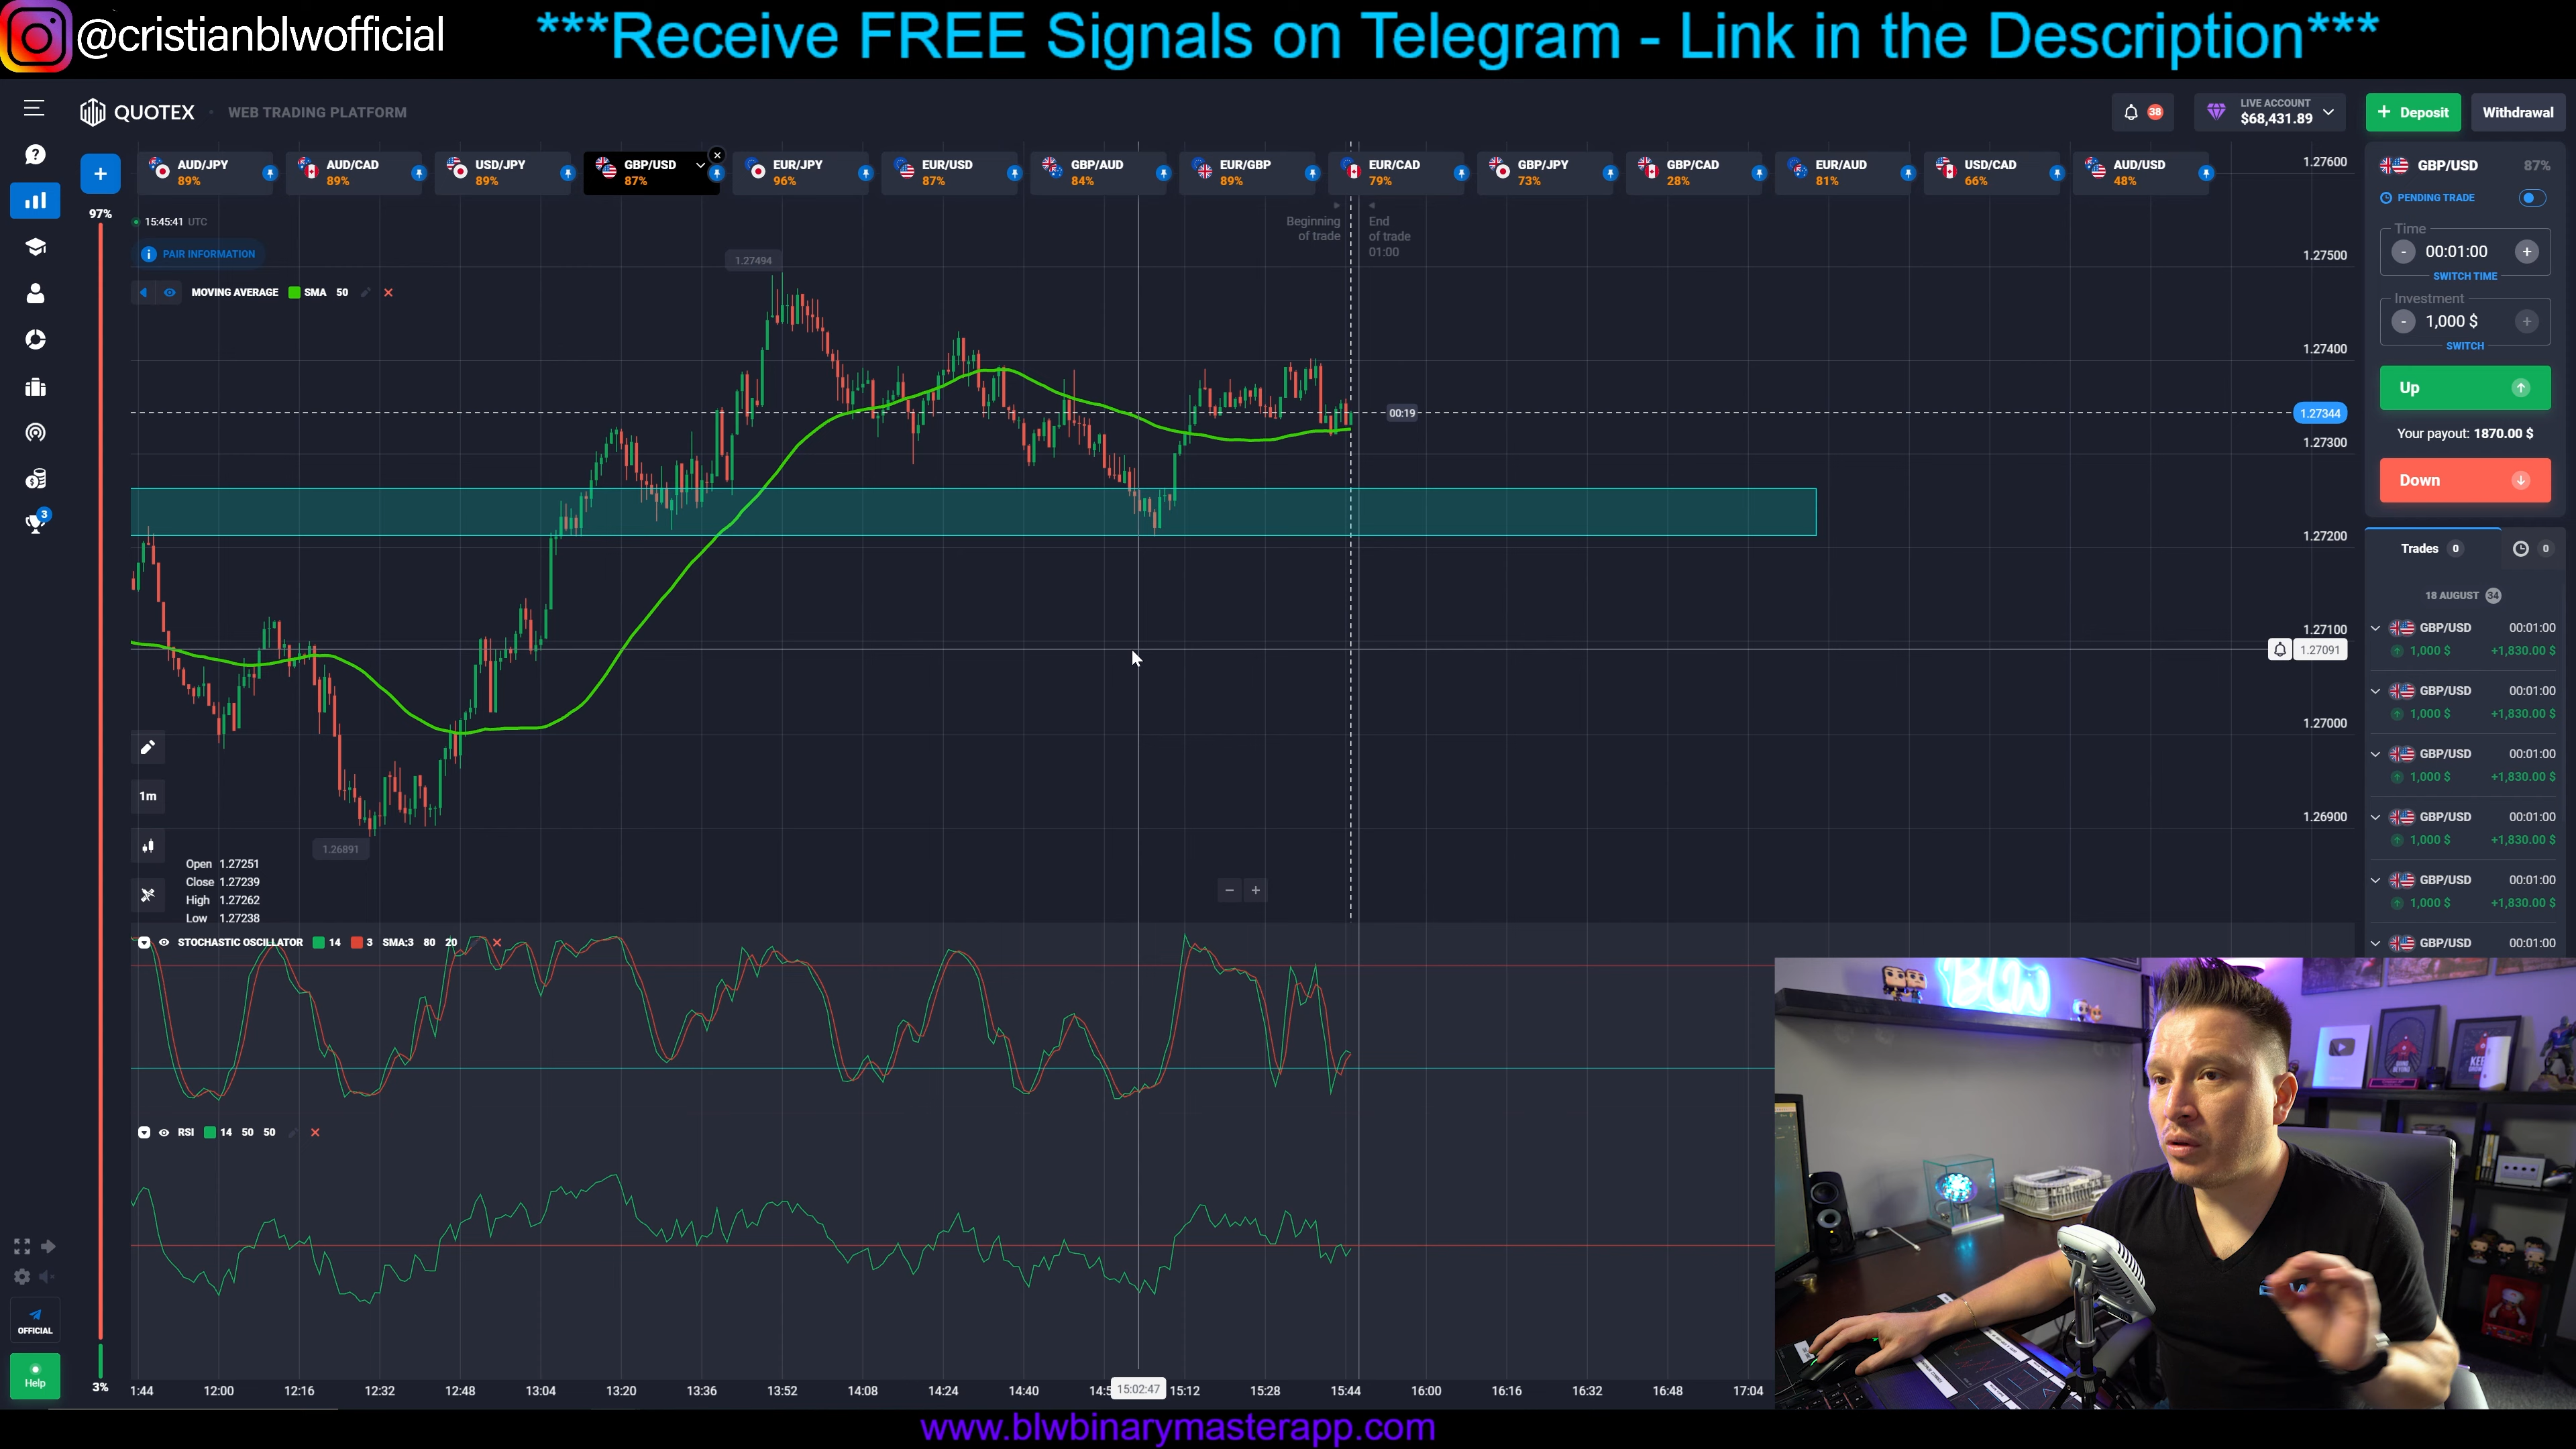 @cristianblwofficial
***Receive FREE Signals on Telegram - Link in the Description***
QUOTEX
WEB TRADING PLATFORM
38
LIVE ACCOUNT
$68,431.89
+ Deposit
Withdrawal
AUD/JPY
89%
AUD/CAD
89%
USD/JPY
89%
GBP/USD
87%
EUR/JPY
96%
EUR/USD
87%
GBP/AUD
84%
EUR/GBP
89%
EUR/CAD
79%
GBP/JPY
73%
GBP/CAD
28%
EUR/AUD
81%
USD/CAD
66%
AUD/USD
48%
97%
15:45:41 UTC
PAIR INFORMATION
MOVING AVERAGE SMA 50
Beginning
of trade
End
of trade
01:00
1.27494
00:19
1.26891
1.27600
1.27500
1.27400
1.27344
1.27300
1.27200
1.27100
1.27091
1.27000
1.26900
1m
Open 1.27251
Close 1.27239
High 1.27262
Low 1.27238
STOCHASTIC OSCILLATOR 14 3 SMA:3 80 20
RSI 14 50 50
3
OFFICIAL
Help
3%
1:44
12:00
12:16
12:32
12:48
13:04
13:20
13:36
13:52
14:08
14:24
14:40
14:5
15:02:47
15:12
15:28
15:44
16:00
16:16
16:32
16:48
17:04
GBP/USD 87%
PENDING TRADE
Time
- 00:01:00 +
SWITCH TIME
Investment
- 1,000 $ +
SWITCH
Up
Your payout: 1870.00 $
Down
Trades 0
0
18 AUGUST 34
GBP/USD 00:01:00
1,000 $ +1,830.00 $
GBP/USD 00:01:00
1,000 $ +1,830.00 $
GBP/USD 00:01:00
1,000 $ +1,830.00 $
GBP/USD 00:01:00
1,000 $ +1,830.00 $
GBP/USD 00:01:00
1,000 $ +1,830.00 $
GBP/USD 00:01:00
www.blwbinarymasterapp.com